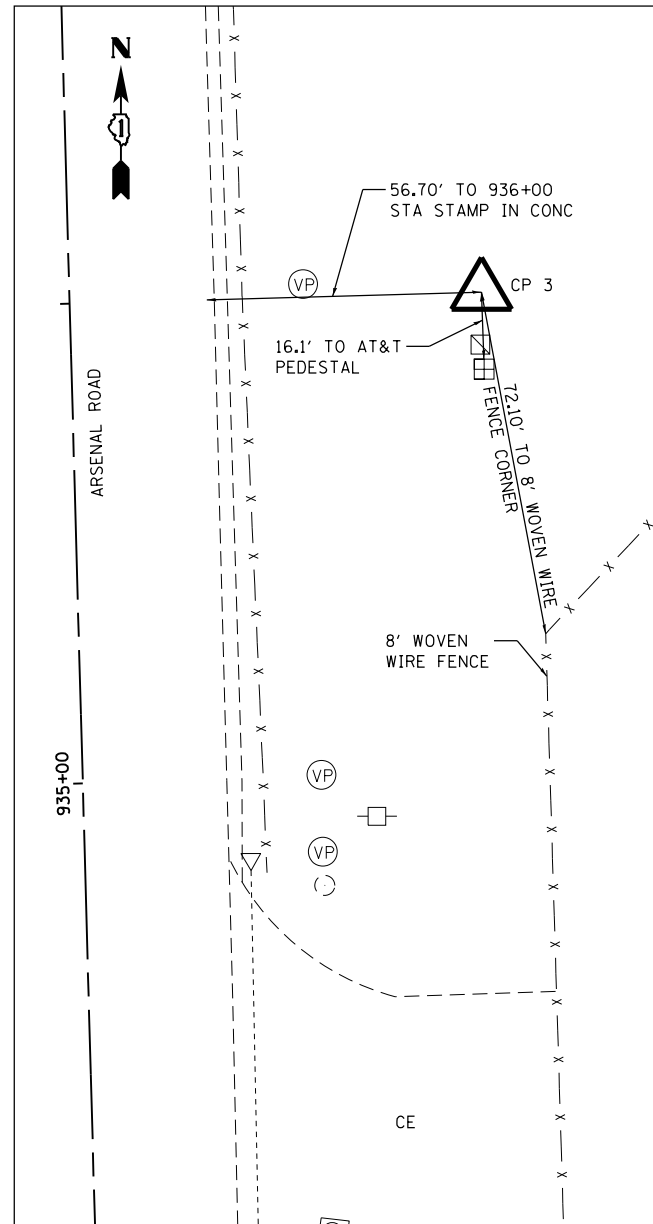 N
1
56.70' TO 936+00
STA STAMP IN CONC
VP
CP 3
16.1' TO AT&T
PEDESTAL
72.10' TO 8' WOVEN WIRE
FENCE CORNER
ARSENAL ROAD
8' WOVEN
WIRE FENCE
935+00
VP
VP
CE